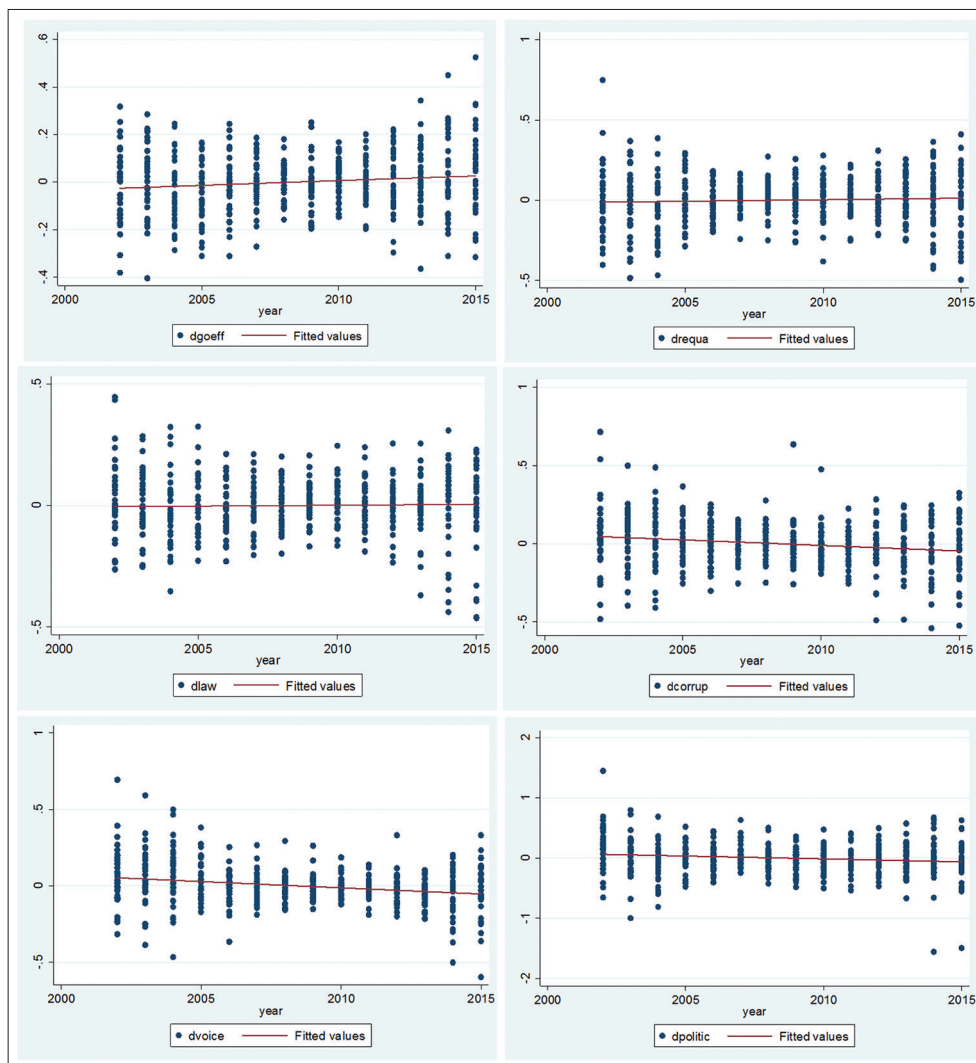 .6
.4
.2
0
.2
-.4
2000 2005 2010 2015
year
dgoeff Fitted values
1
.5
0
-.5
2000 2005 2010 2015
year
drequa Fitted values
.5
0
-.5
2000 2005 2010 2015
year
dlaw Fitted values
1
.5
0
-.5
2000 2005 2010 2015
year
dcorrup Fitted values
1
.5
0
-.5
2000 2005 2010 2015
year
dvoice Fitted values
2
1
0
-1
-2
2000 2005 2010 2015
year
dpolitic Fitted values